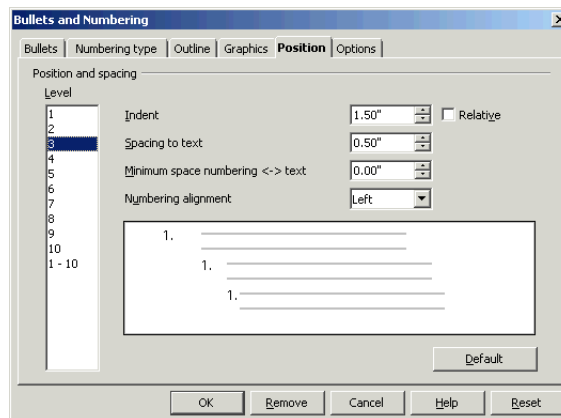 Bullets and Numbering
Bullets Numbering type Outline Graphics Position Options
Position and spacing
Level
1
2
3
4
5
6
7
8
9
10
1 - 10
Indent 1.50" Relative
Spacing to text 0.50"
Minimum space numbering <-> text 0.00"
Numbering alignment Left
1.
1.
1.
Default
OK Remove Cancel Help Reset